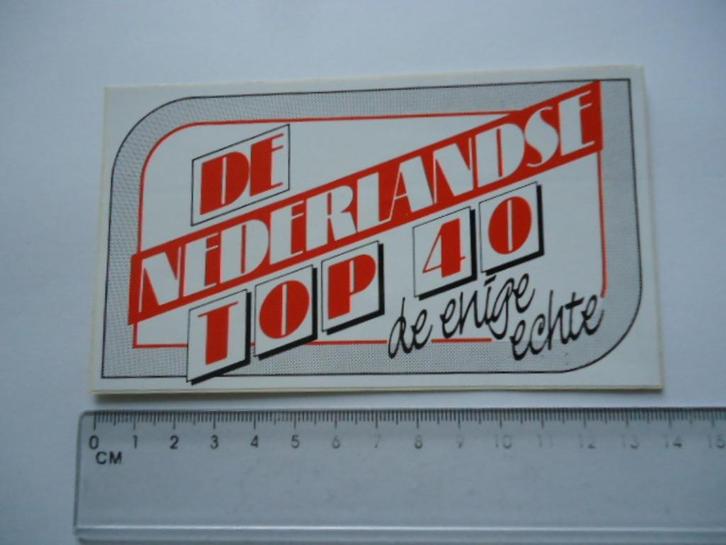 DE
NEDERLANDSE
TOP 40
de enige
echte
0 1 2 3 4 5 6 7 8 9 10 11 12 13 14 15
CM